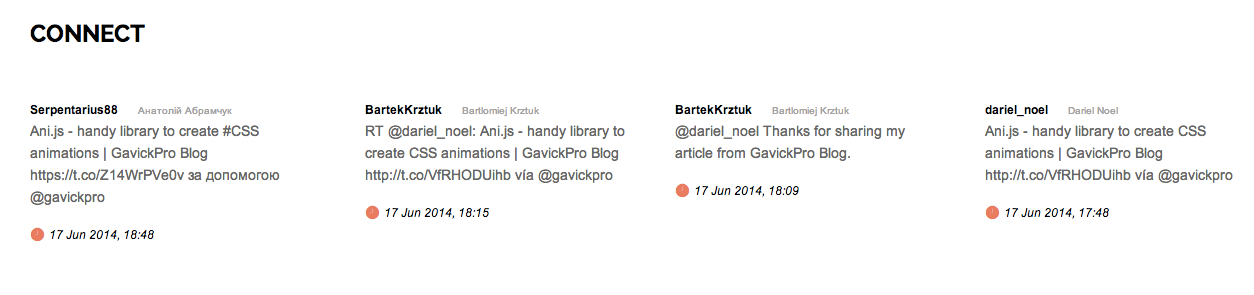 CONNECT
Serpentarius88 Анатолій Абрамчук
Ani.js - handy library to create #CSS
animations | GavickPro Blog
https://t.co/Z14WrPVe0v за допомогою
@gavickpro
17 Jun 2014, 18:48
BartekKrztuk Bartlomiej Krztuk
RT @dariel_noel: Ani.js - handy library to
create CSS animations | GavickPro Blog
http://t.co/VfRHODUihb vía @gavickpro
17 Jun 2014, 18:15
BartekKrztuk Bartlomiej Krztuk
@dariel_noel Thanks for sharing my
article from GavickPro Blog.
17 Jun 2014, 18:09
dariel_noel Dariel Noel
Ani.js - handy library to create CSS
animations | GavickPro Blog
http://t.co/VfRHODUihb vía @gavickpro
17 Jun 2014, 17:48